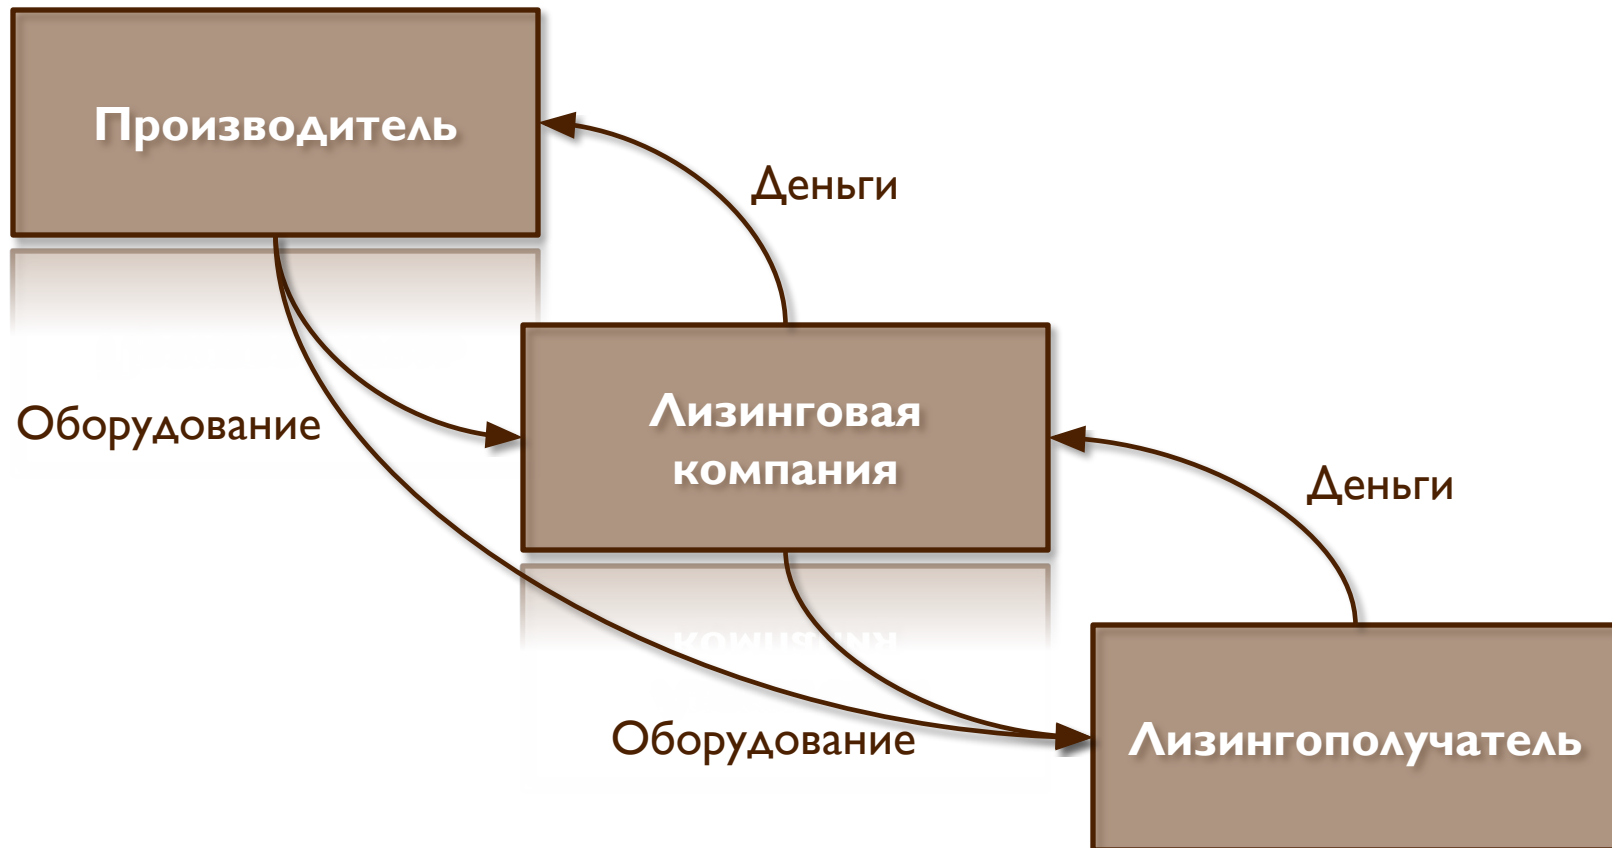 Производитель
Деньги
Оборудование
Лизинговая
компания
Деньги
Оборудование
Лизингополучатель